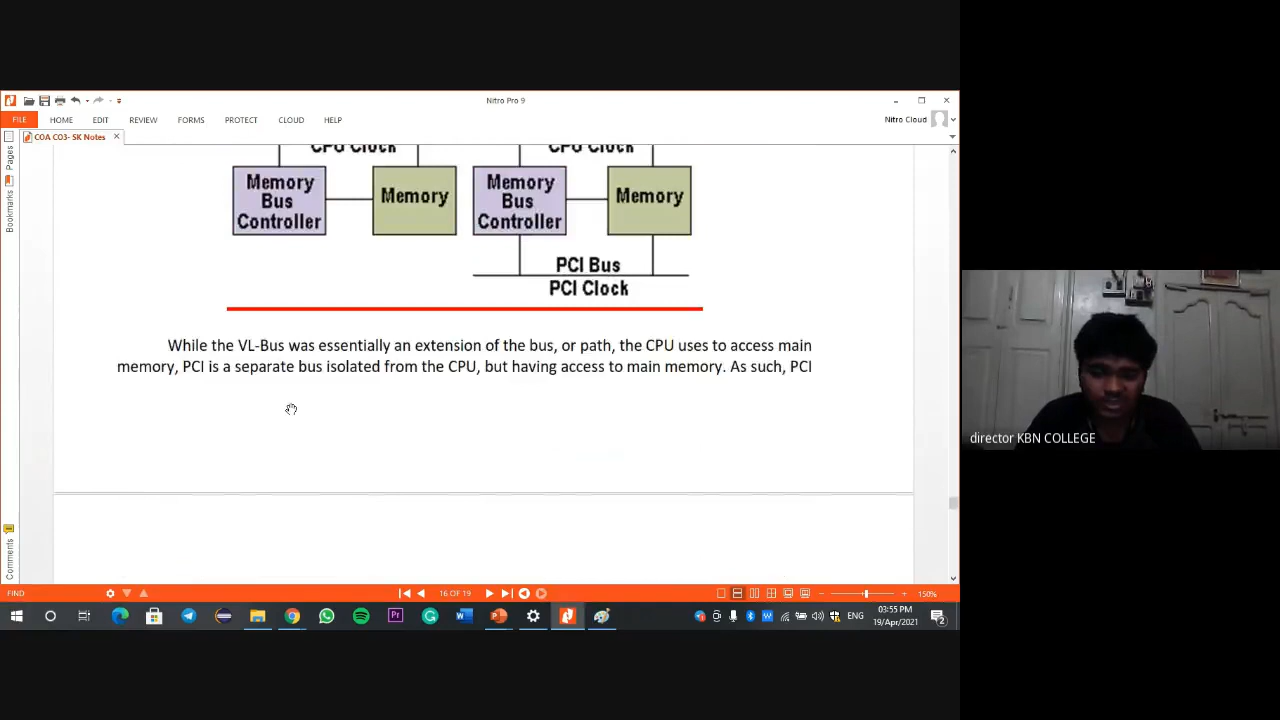 Nitro Pro 9
FILE HOME EDIT REVIEW FORMS PROTECT CLOUD HELP
Nitro Cloud
COA CO3- SK Notes
Pages
Bookmarks
Comments
CPU Clock CPU Clock
Memory
Bus
Controller
Memory
Memory
Bus
Controller
Memory
PCI Bus
PCI Clock
While the VL-Bus was essentially an extension of the bus, or path, the CPU uses to access main
memory, PCI is a separate bus isolated from the CPU, but having access to main memory. As such, PCI
director KBN COLLEGE
FIND
16 OF 19
150%
ENG
03:55 PM
19/Apr/2021
2